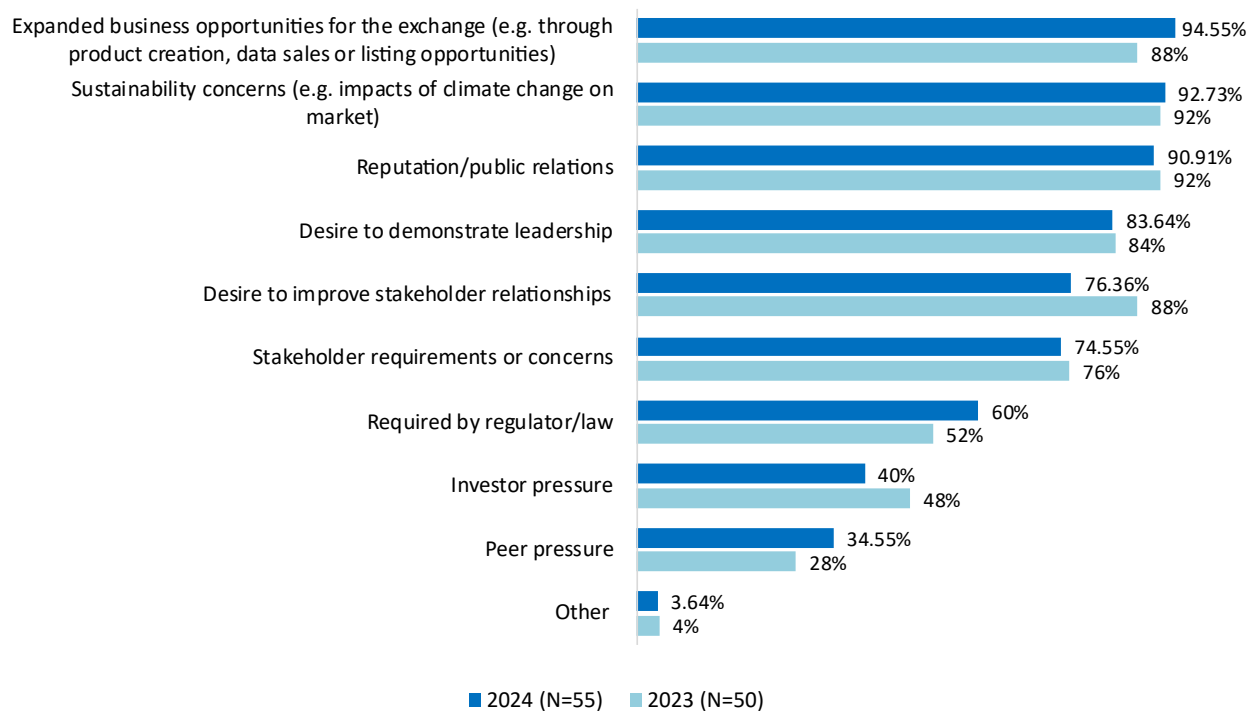 Expanded business opportunities for the exchange (e.g. through
product creation, data sales or listing opportunities)
94.55%
88%
Sustainability concerns (e.g. impacts of climate change on
market)
92.73%
92%
Reputation/public relations
90.91%
92%
Desire to demonstrate leadership
83.64%
84%
Desire to improve stakeholder relationships
76.36%
88%
Stakeholder requirements or concerns
74.55%
76%
Required by regulator/law
60%
52%
Investor pressure
40%
48%
Peer pressure
34.55%
28%
Other
3.64%
4%
2024 (N=55) 2023 (N=50)